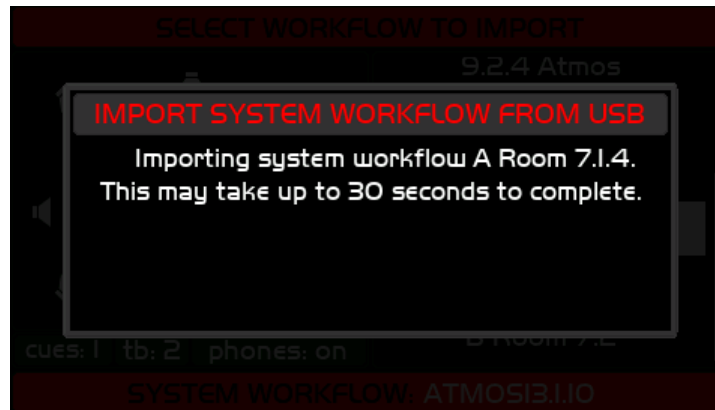 SELECT WORKFLOW TO IMPORT
9.2.4 Atmos
IMPORT SYSTEM WORKFLOW FROM USB
Importing system workflow A Room 7.1.4.
This may take up to 30 seconds to complete.
B Room 7.2
cues: 1 tb: 2 phones: on
SYSTEM WORKFLOW: ATMOS13.1.10